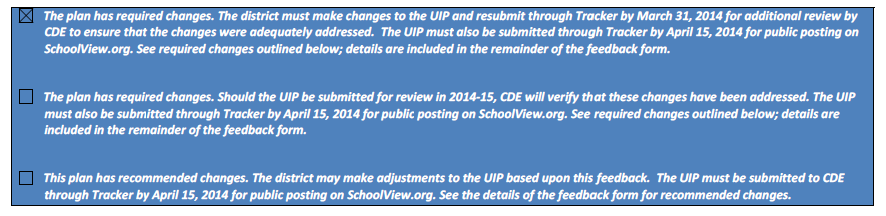 ☒ The plan has required changes. The district must make changes to the UIP and resubmit through Tracker by March 31, 2014 for additional review by
CDE to ensure that the changes were adequately addressed. The UIP must also be submitted through Tracker by April 15, 2014 for public posting on
SchoolView.org. See required changes outlined below; details are included in the remainder of the feedback form.
☐ The plan has required changes. Should the UIP be submitted for review in 2014-15, CDE will verify that these changes have been addressed. The UIP
must also be submitted through Tracker by April 15, 2014 for public posting on SchoolView.org. See required changes outlined below; details are
included in the remainder of the feedback form.
☐ This plan has recommended changes. The district may make adjustments to the UIP based upon this feedback. The UIP must be submitted to CDE
through Tracker by April 15, 2014 for public posting on SchoolView.org. See the details of the feedback form for recommended changes.